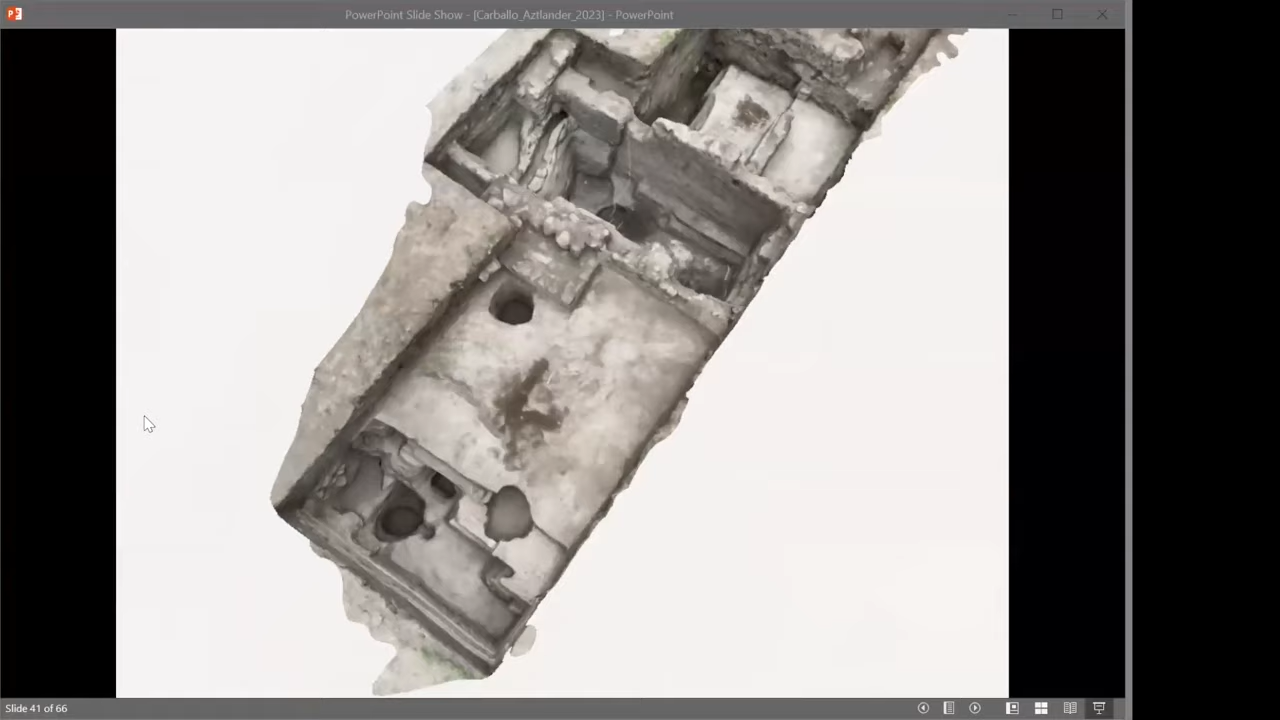 PowerPoint Slide Show - [Carballo_Aztlander_2023] - PowerPoint
Slide 41 of 66